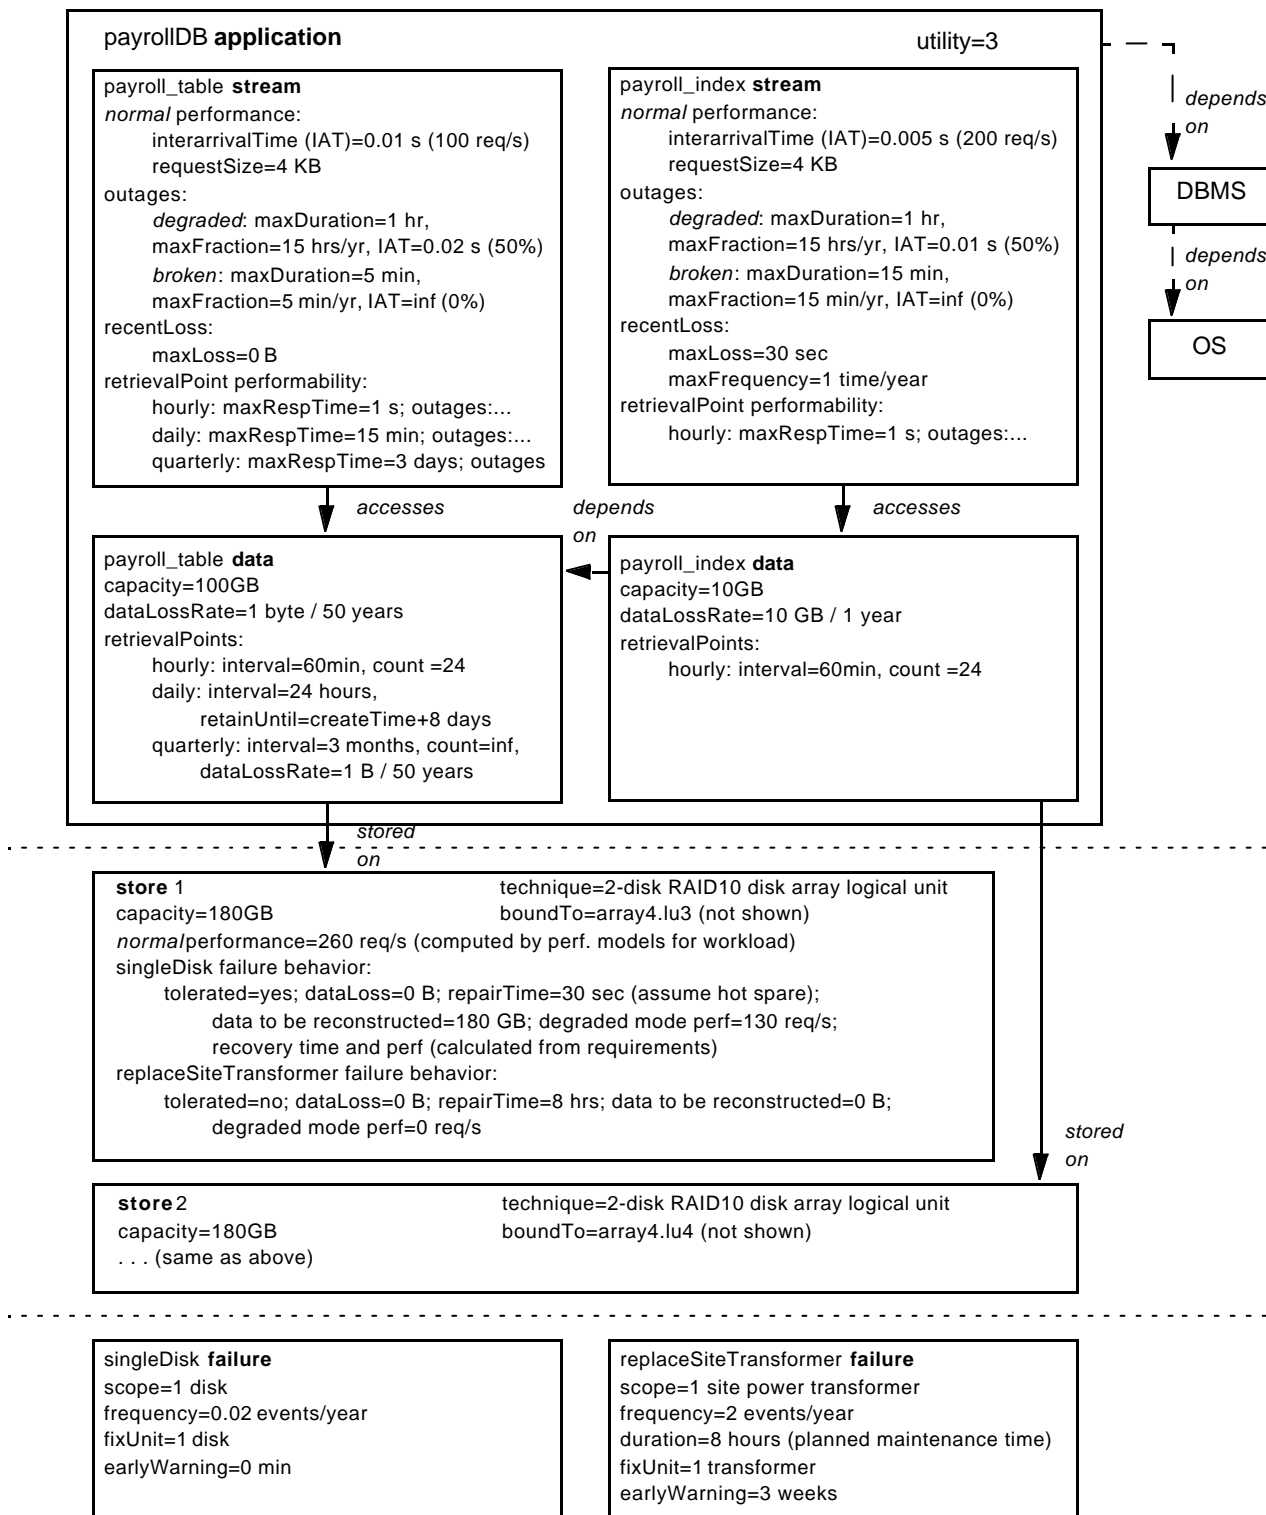 payrollDB application
utility=3
payroll_table stream
normal performance:
interarrivalTime (IAT)=0.01 s (100 req/s)
requestSize=4 KB
outages:
degraded: maxDuration=1 hr,
maxFraction=15 hrs/yr, IAT=0.02 s (50%)
broken: maxDuration=5 min,
maxFraction=5 min/yr, IAT=inf (0%)
recentLoss:
maxLoss=0 B
retrievalPoint performability:
hourly: maxRespTime=1 s; outages:...
daily: maxRespTime=15 min; outages:...
quarterly: maxRespTime=3 days; outages
payroll_index stream
normal performance:
interarrivalTime (IAT)=0.005 s (200 req/s)
requestSize=4 KB
outages:
degraded: maxDuration=1 hr,
maxFraction=15 hrs/yr, IAT=0.01 s (50%)
broken: maxDuration=15 min,
maxFraction=15 min/yr, IAT=inf (0%)
recentLoss:
maxLoss=30 sec
maxFrequency=1 time/year
retrievalPoint performability:
hourly: maxRespTime=1 s; outages:...
depends
on
DBMS
depends
on
OS
accesses
depends
on
accesses
payroll_table data
capacity=100GB
dataLossRate=1 byte / 50 years
retrievalPoints:
hourly: interval=60min, count =24
daily: interval=24 hours,
retainUntil=createTime+8 days
quarterly: interval=3 months, count=inf,
dataLossRate=1 B / 50 years
payroll_index data
capacity=10GB
dataLossRate=10 GB / 1 year
retrievalPoints:
hourly: interval=60min, count =24
stored
on
store 1
technique=2-disk RAID10 disk array logical unit
capacity=180GB
boundTo=array4.lu3 (not shown)
normal performance=260 req/s (computed by perf. models for workload)
singleDisk failure behavior:
tolerated=yes; dataLoss=0 B; repairTime=30 sec (assume hot spare);
data to be reconstructed=180 GB; degraded mode perf=130 req/s;
recovery time and perf (calculated from requirements)
replaceSiteTransformer failure behavior:
tolerated=no; dataLoss=0 B; repairTime=8 hrs; data to be reconstructed=0 B;
degraded mode perf=0 req/s
stored
on
store 2
technique=2-disk RAID10 disk array logical unit
capacity=180GB
boundTo=array4.lu4 (not shown)
. . . (same as above)
singleDisk failure
scope=1 disk
frequency=0.02 events/year
fixUnit=1 disk
earlyWarning=0 min
replaceSiteTransformer failure
scope=1 site power transformer
frequency=2 events/year
duration=8 hours (planned maintenance time)
fixUnit=1 transformer
earlyWarning=3 weeks